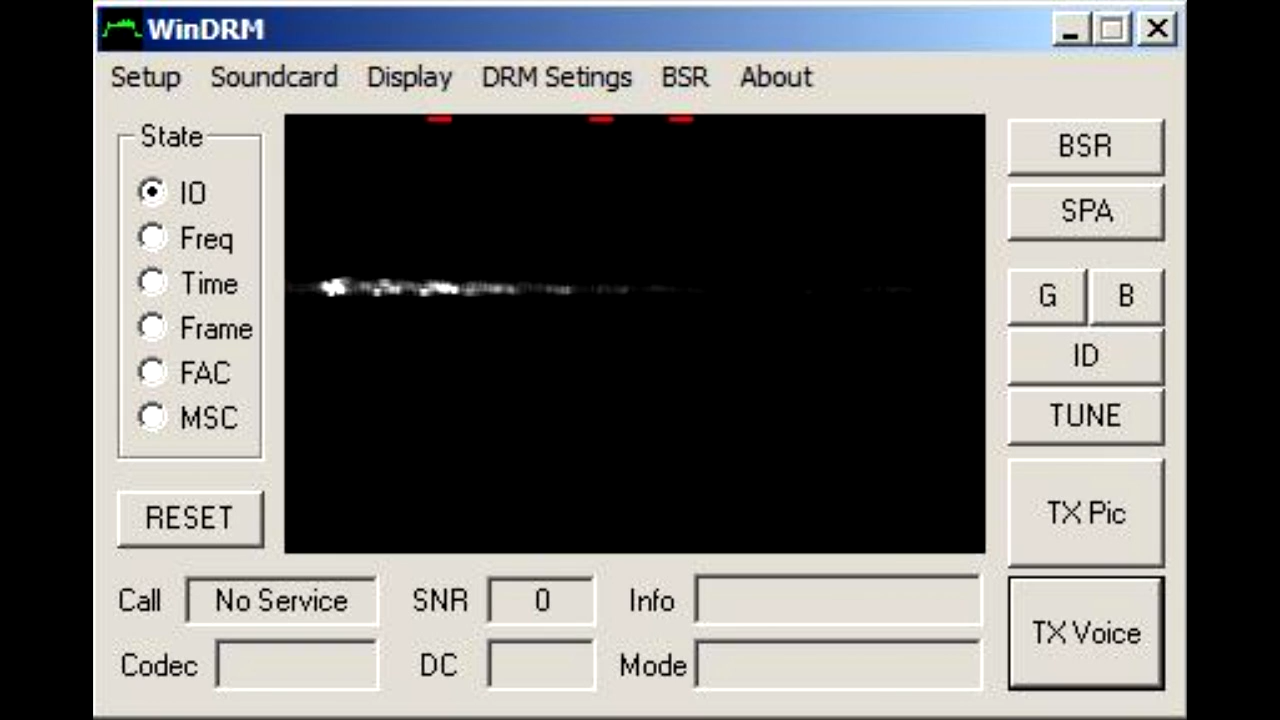 WinDRM
Setup Soundcard Display DRM Setings BSR About
State
IO
Freq
Time
Frame
FAC
MSC
RESET
BSR
SPA
G B
ID
TUNE
TX Pic
TX Voice
Call No Service SNR 0 Info
Codec DC Mode